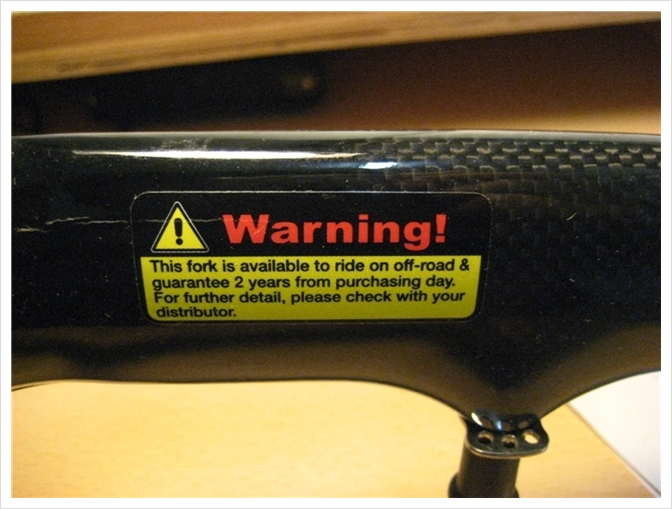 Warning!
This fork is available to ride on off-road &
guarantee 2 years from purchasing day.
For further detail, please check with your
distributor.